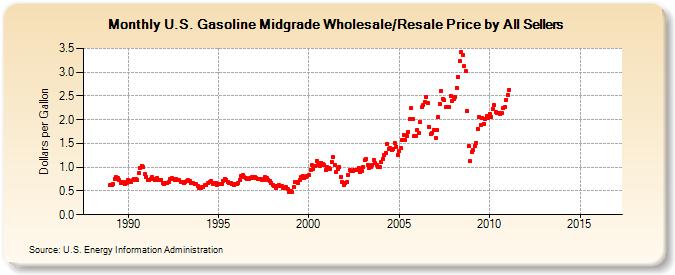 Monthly U.S. Gasoline Midgrade Wholesale/Resale Price by All Sellers
Dollars per Gallon
3.5
3.0
2.5
2.0
1.5
1.0
0.5
0.0
1990 1995 2000 2005 2010 2015
Source: U.S. Energy Information Administration